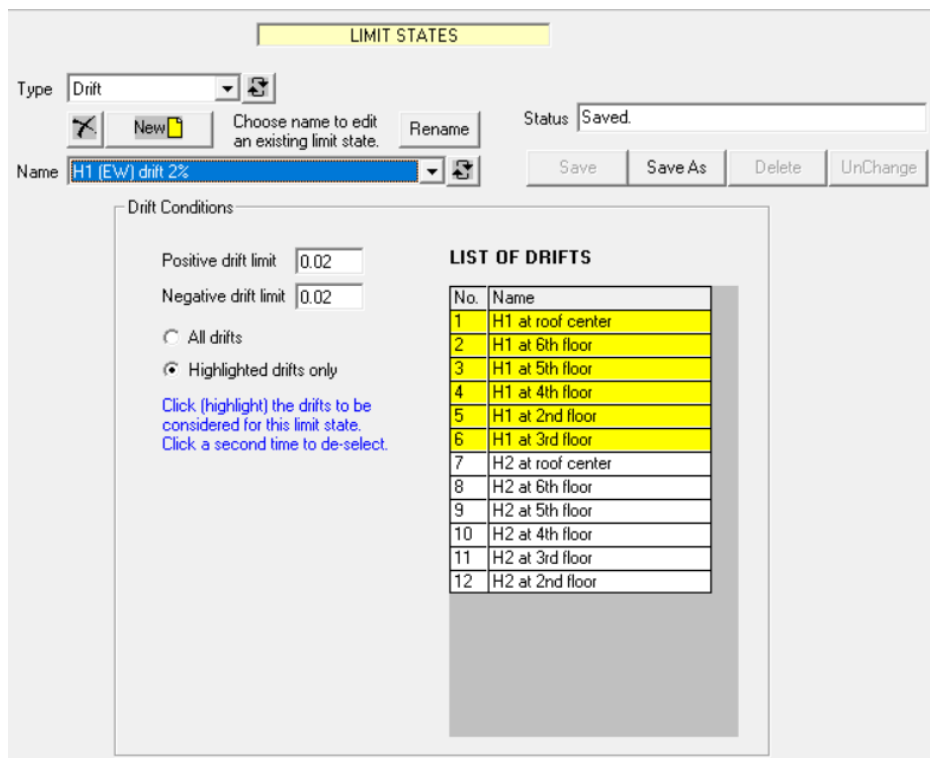 LIMIT STATES
Type Drift
New
Choose name to edit
an existing limit state.
Rename
Status Saved.
Name H1 (EW) drift 2%
Save Save As Delete UnChange
Drift Conditions
Positive drift limit 0.02
Negative drift limit 0.02
All drifts
Highlighted drifts only
Click (highlight) the drifts to be
considered for this limit state.
Click a second time to de-select.
LIST OF DRIFTS
No. Name
1 H1 at roof center
2 H1 at 6th floor
3 H1 at 5th floor
4 H1 at 4th floor
5 H1 at 2nd floor
6 H1 at 3rd floor
7 H2 at roof center
8 H2 at 6th floor
9 H2 at 5th floor
10 H2 at 4th floor
11 H2 at 3rd floor
12 H2 at 2nd floor